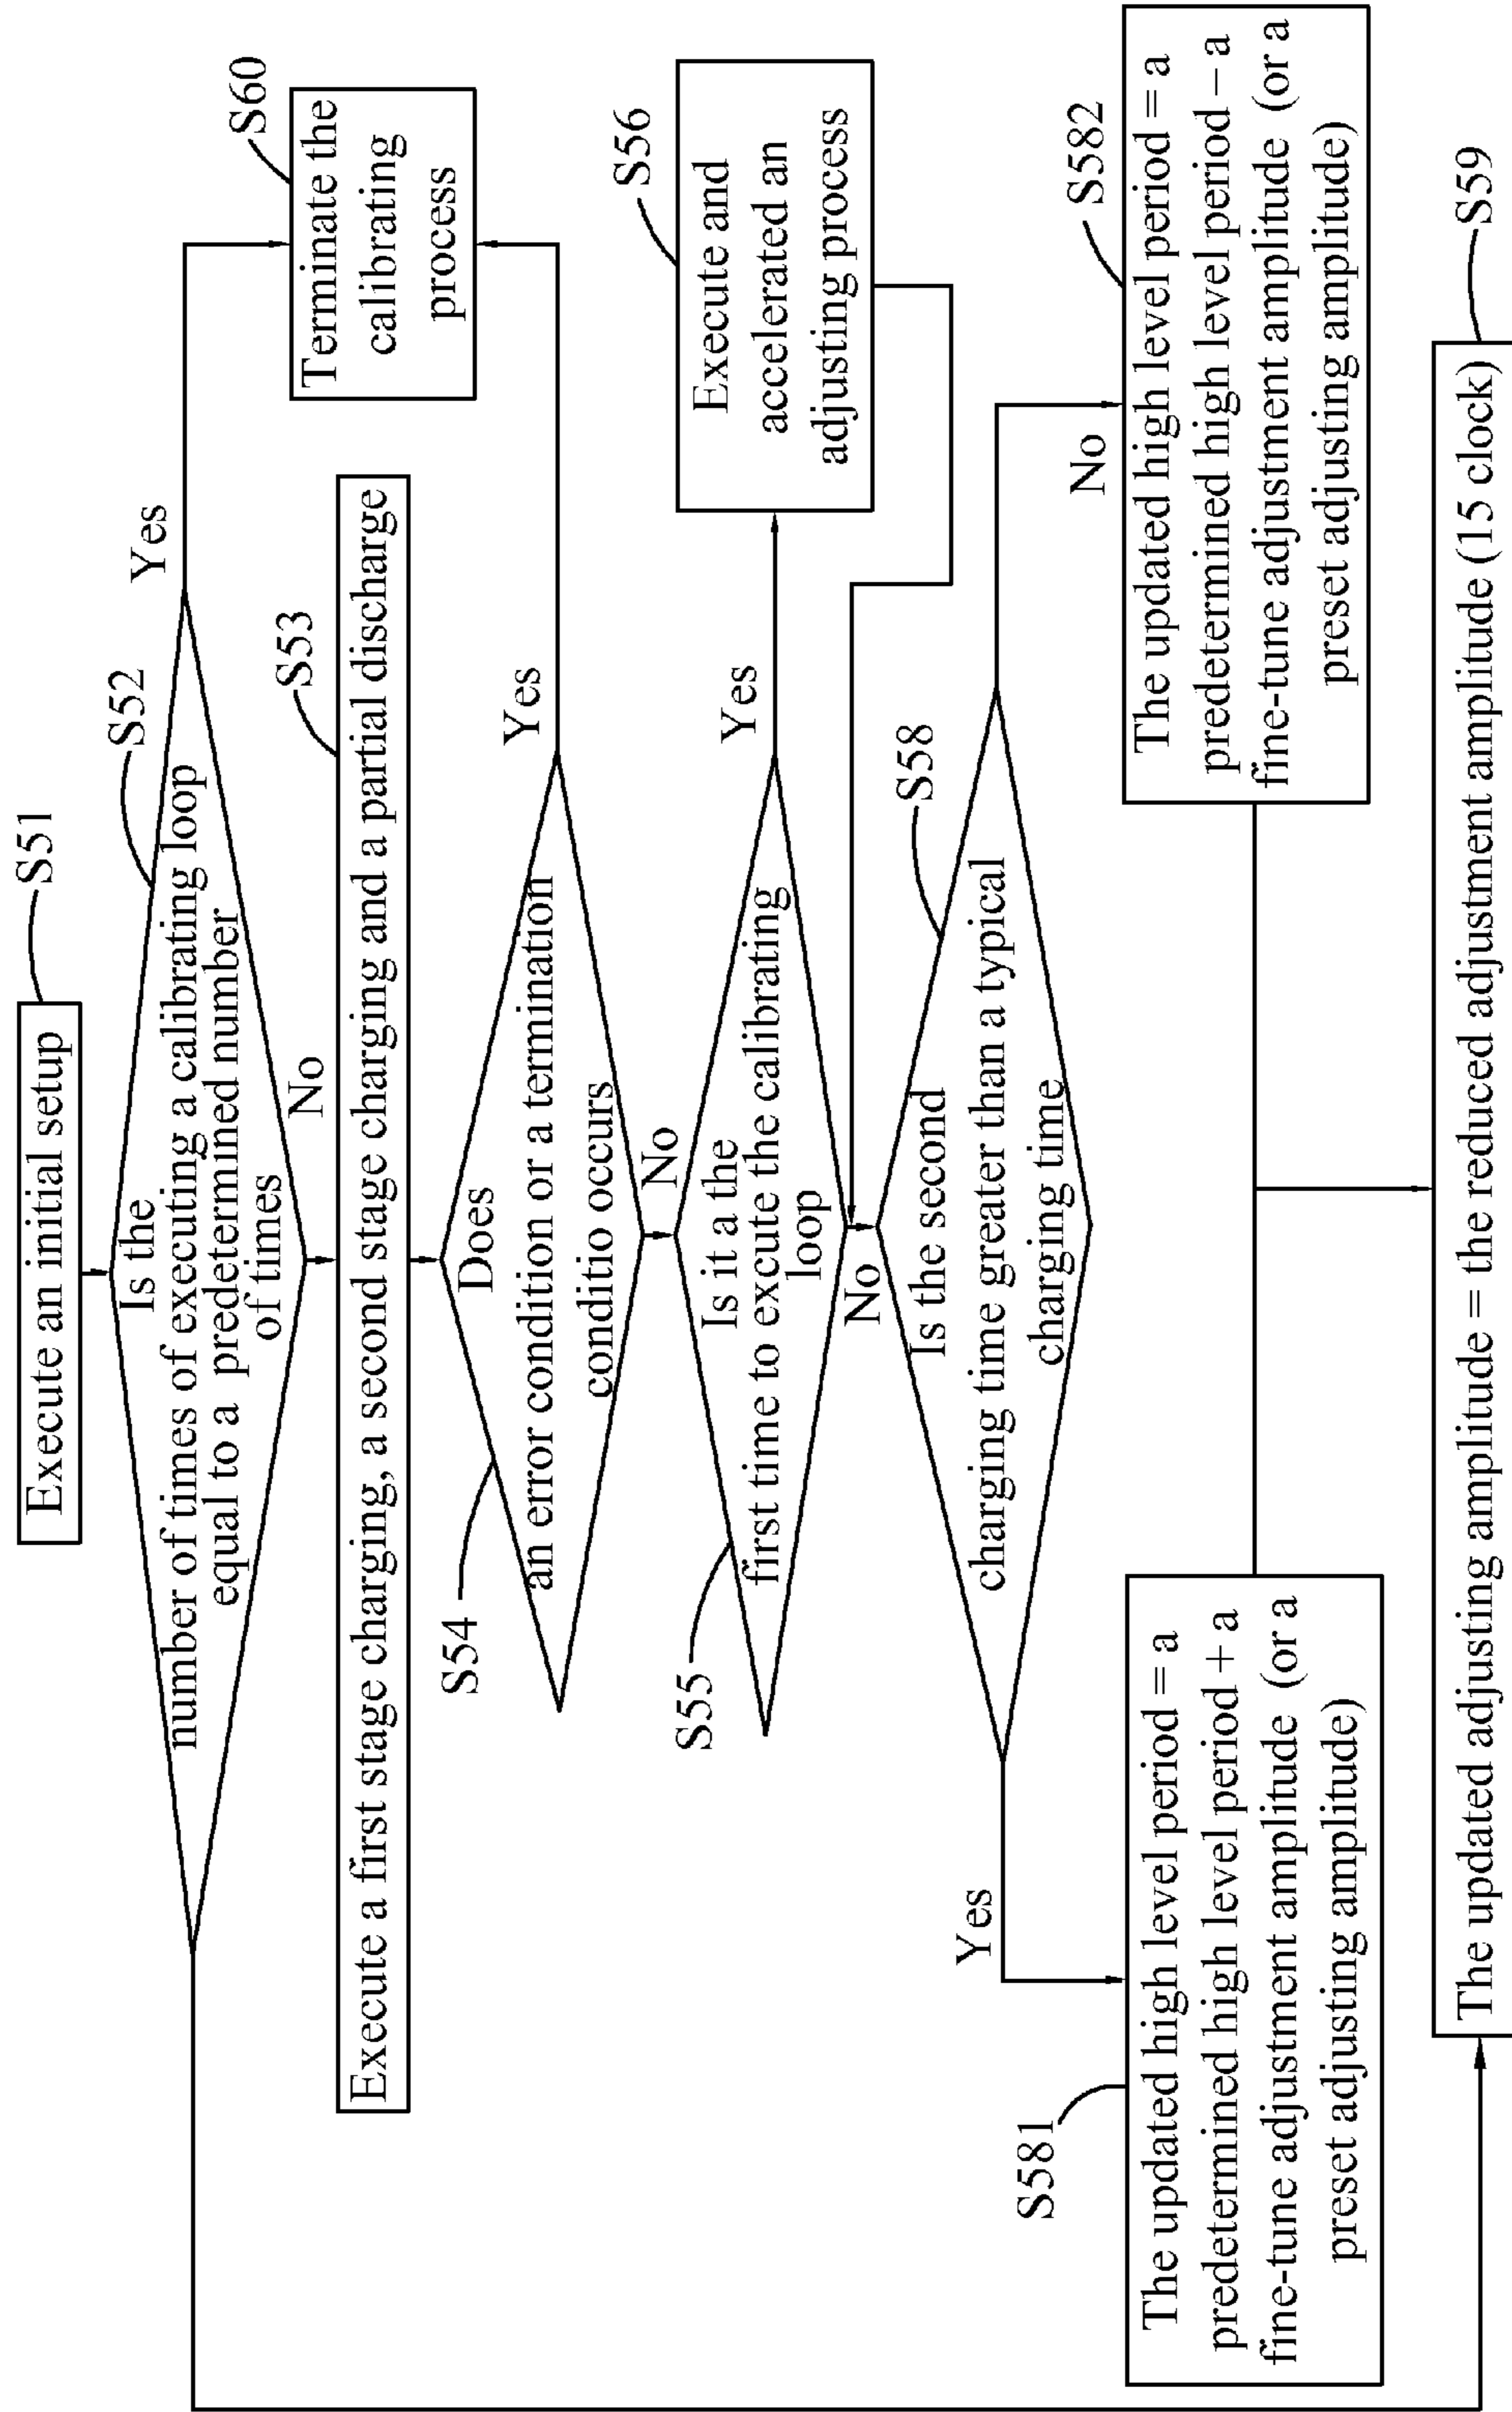 Execute an initial setup
S51
Is the
number of times of executing a calibrating loop
equal to a predetermined number
of times
S52
Yes
No
Terminate the
calibrating
process
S60
Execute a first stage charging, a second stage charging and a partial discharge
S53
Does
an error condition or a termination
conditio occurs
S54
Yes
No
Is it a the
first time to excute the calibrating
loop
S55
Yes
No
Execute and
accelerated an
adjusting process
S56
Is the second
charging time greater than a typical
charging time
S58
Yes
No
The updated high level period = a
predetermined high level period + a
fine-tune adjustment amplitude (or a
preset adjusting amplitude)
S581
The updated high level period = a
predetermined high level period – a
fine-tune adjustment amplitude (or a
preset adjusting amplitude)
S582
The updated adjusting amplitude = the reduced adjustment amplitude (15 clock)
S59